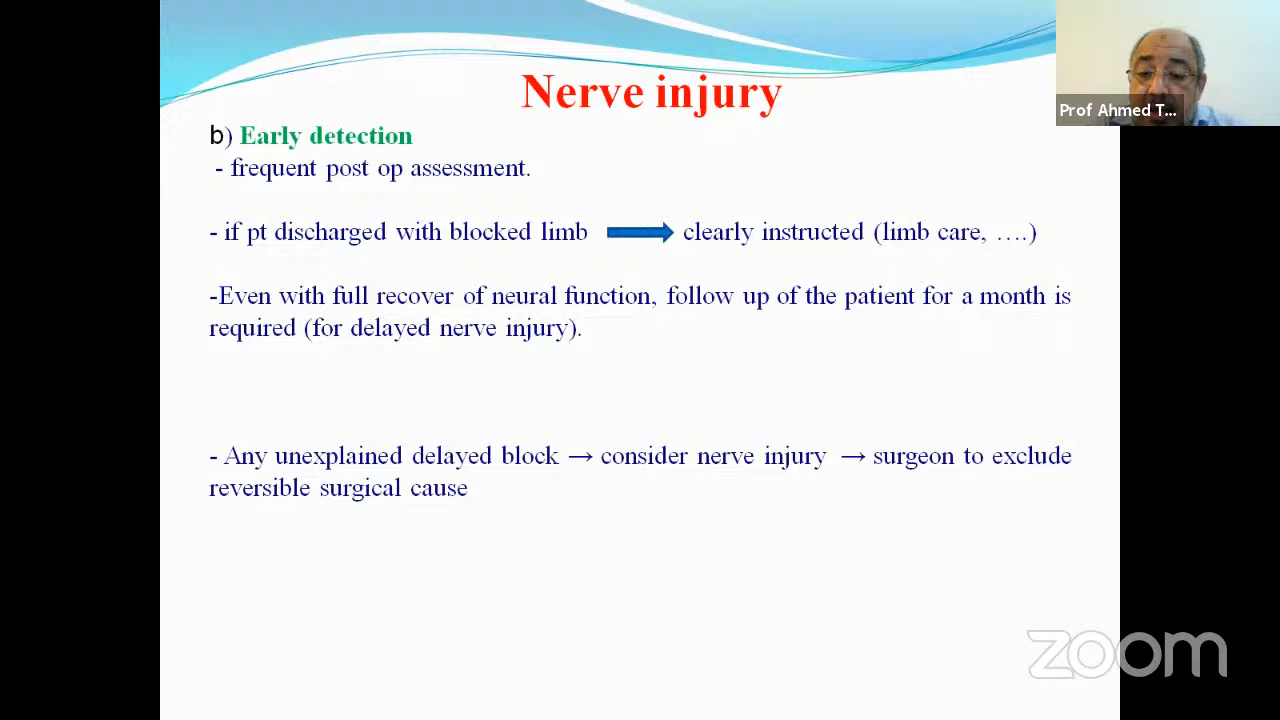 Nerve injury
Prof Ahmed T...
b) Early detection
- frequent post op assessment.
- if pt discharged with blocked limb clearly instructed (limb care, ….)
-Even with full recover of neural function, follow up of the patient for a month is
required (for delayed nerve injury).
- Any unexplained delayed block → consider nerve injury → surgeon to exclude
reversible surgical cause
zoom